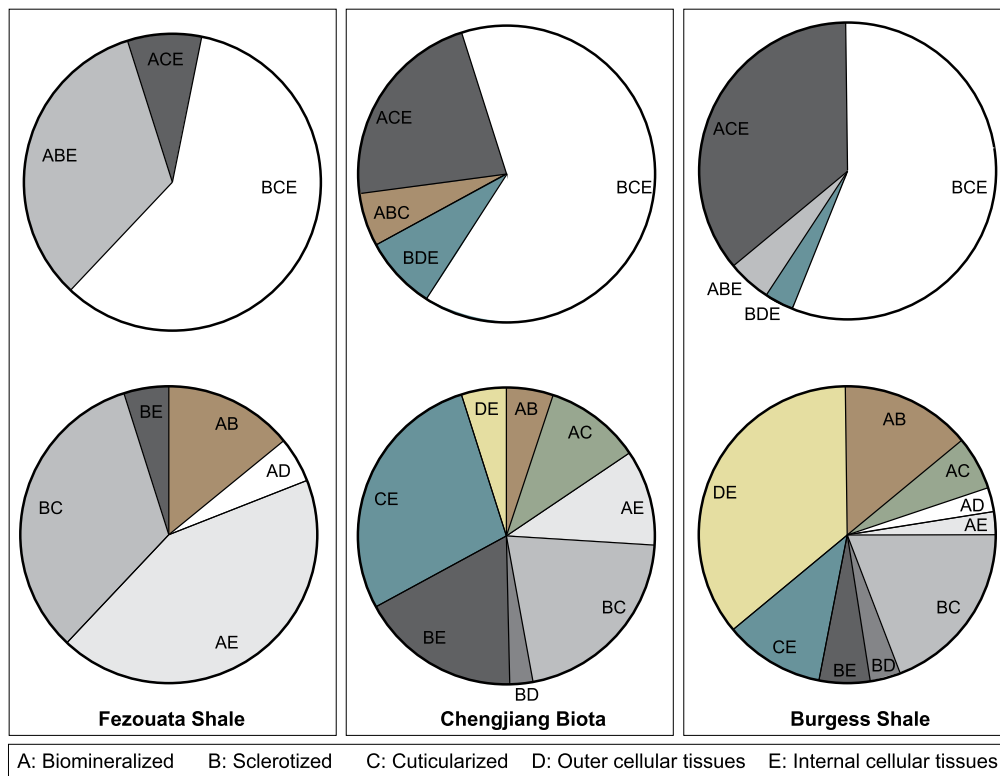 ACE
ABE
BCE
ACE
BCE
ABC
BDE
ACE
BCE
ABE
BDE
BE
AB
AD
BC
AE
DE
AB
AC
CE
AE
BC
BE
BD
DE
AB
AC
AD
AE
BC
CE
BE
BD
Fezouata Shale
Chengjiang Biota
Burgess Shale
A: Biomineralized B: Sclerotized C: Cuticularized D: Outer cellular tissues E: Internal cellular tissues